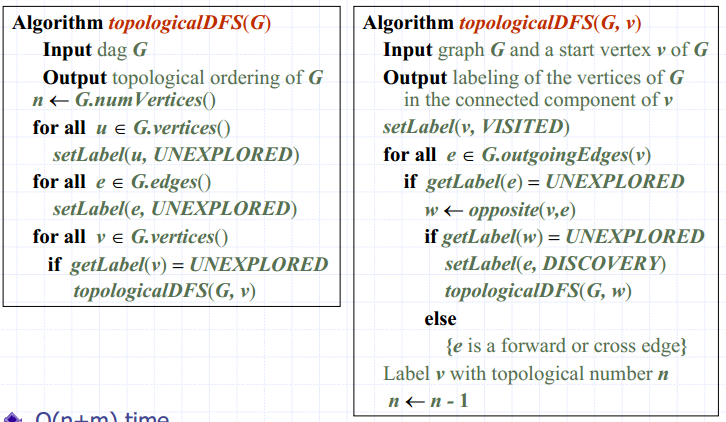 Algorithm topologicalDFS(G)
Input dag G
Output topological ordering of G
n ← G.numVertices()
for all u ∈ G.vertices()
setLabel(u, UNEXPLORED)
for all e ∈ G.edges()
setLabel(e, UNEXPLORED)
for all v ∈ G.vertices()
if getLabel(v) = UNEXPLORED
topologicalDFS(G, v)
Algorithm topologicalDFS(G, v)
Input graph G and a start vertex v of G
Output labeling of the vertices of G
in the connected component of v
setLabel(v, VISITED)
for all e ∈ G.outgoingEdges(v)
if getLabel(e) = UNEXPLORED
w ← opposite(v,e)
if getLabel(w) = UNEXPLORED
setLabel(e, DISCOVERY)
topologicalDFS(G, w)
else
{e is a forward or cross edge}
Label v with topological number n
n ← n - 1
O(n+m) time